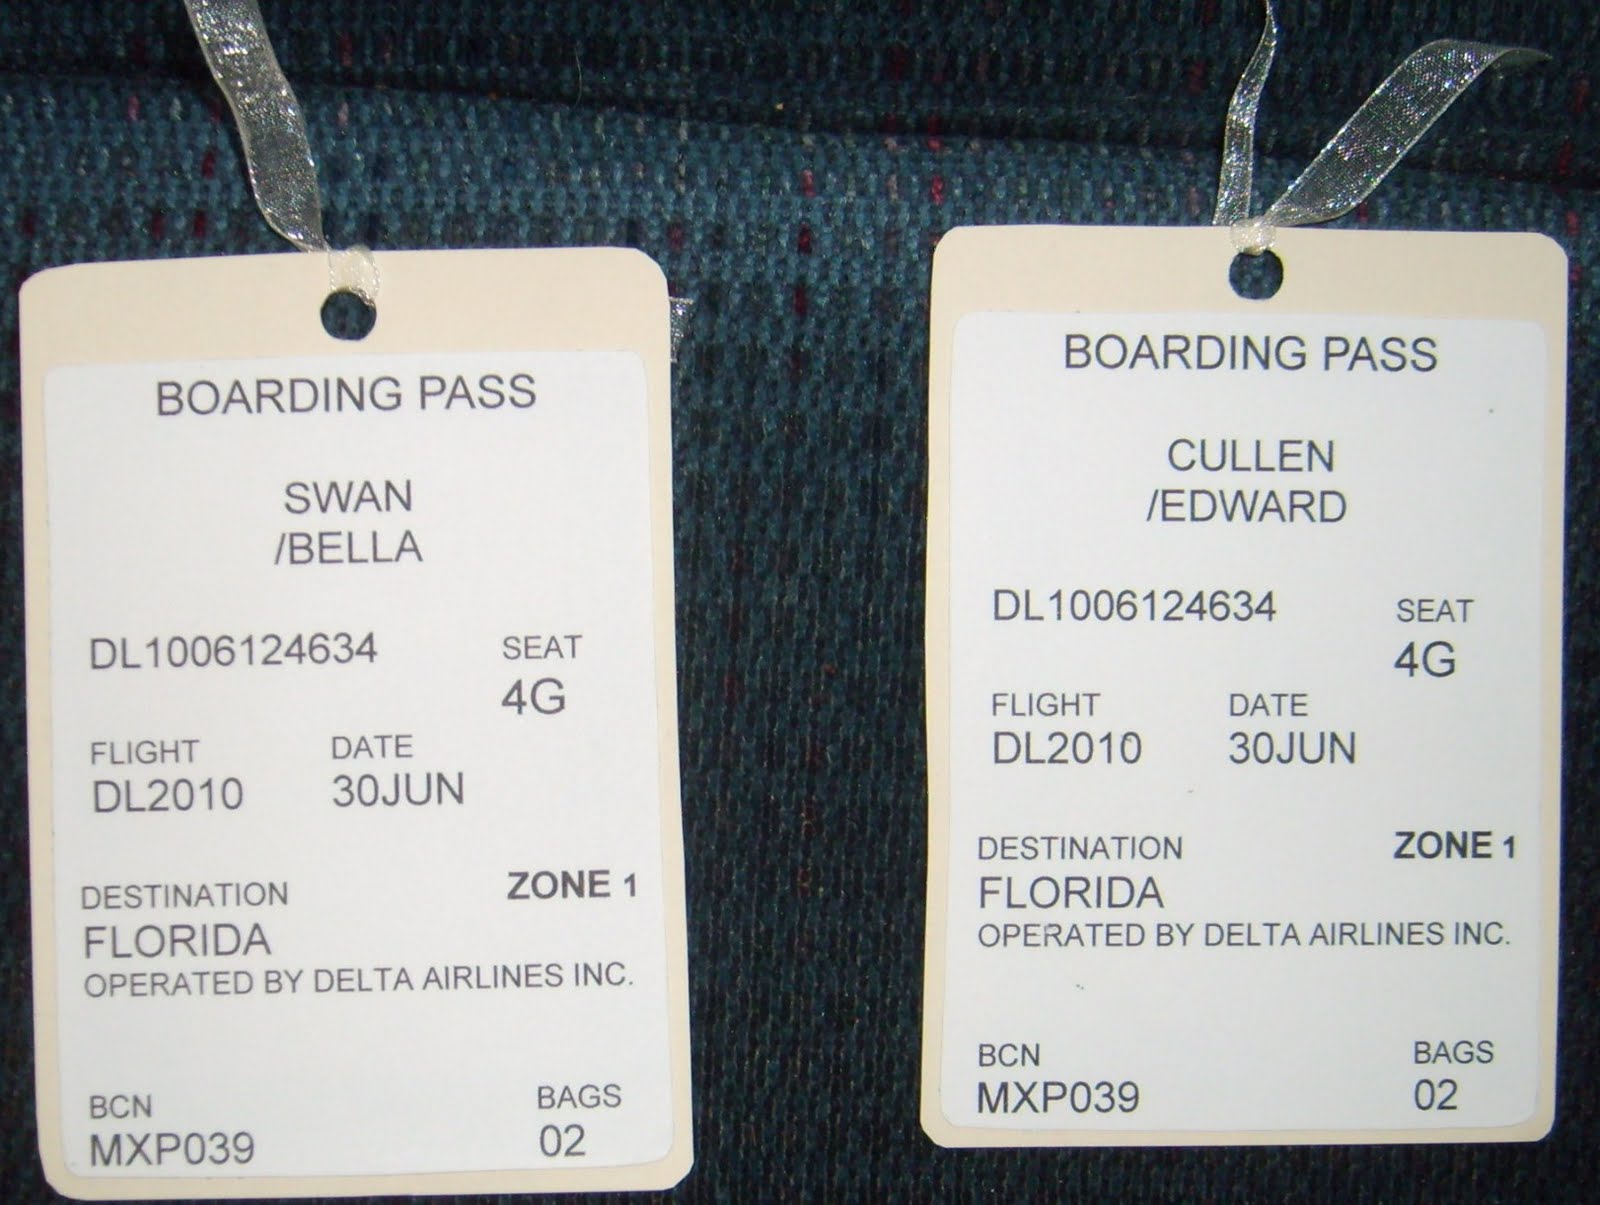 BOARDING PASS
SWAN
/BELLA
DL1006124634 SEAT
4G
FLIGHT DATE
DL2010 30JUN
DESTINATION ZONE 1
FLORIDA
OPERATED BY DELTA AIRLINES INC.
BCN BAGS
MXP039 02
BOARDING PASS
CULLEN
/EDWARD
DL1006124634 SEAT
4G
FLIGHT DATE
DL2010 30JUN
DESTINATION ZONE 1
FLORIDA
OPERATED BY DELTA AIRLINES INC.
BCN BAGS
MXP039 02